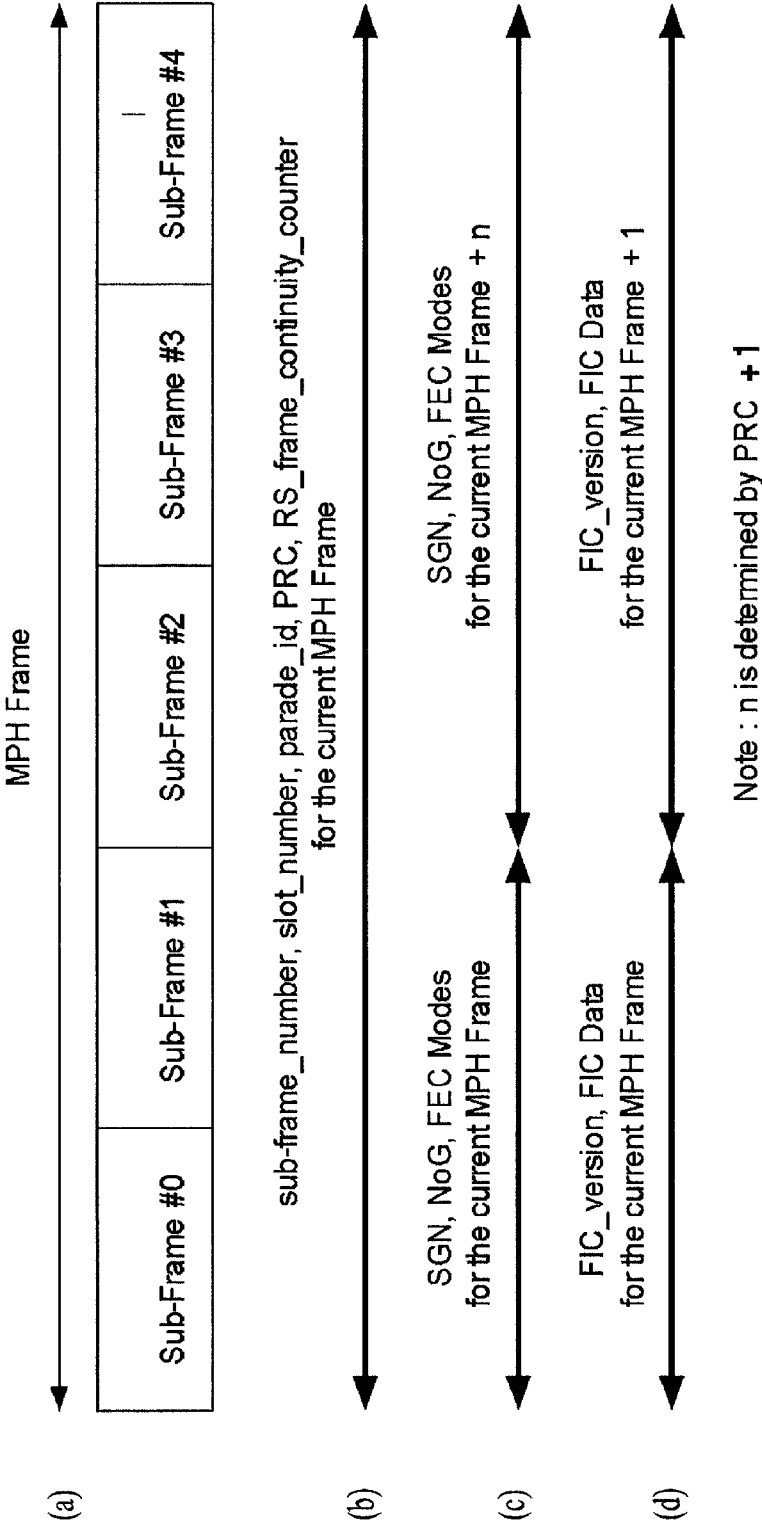 MPH Frame
(a)
Sub-Frame #0
Sub-Frame #1
Sub-Frame #2
Sub-Frame #3
Sub-Frame #4
sub-frame_number, slot_number, parade_id, PRC, RS_frame_continuity_counter
for the current MPH Frame
(b)
SGN, NoG, FEC Modes
for the current MPH Frame
SGN, NoG, FEC Modes
for the current MPH Frame + n
(c)
FIC_version, FIC Data
for the current MPH Frame
FIC_version, FIC Data
for the current MPH Frame + 1
(d)
Note : n is determined by PRC + 1